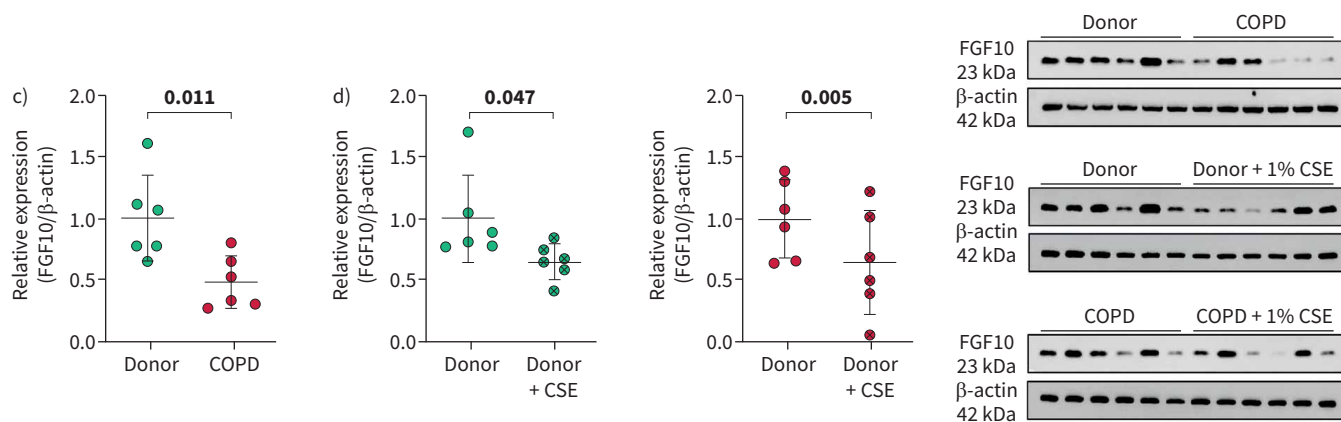 c)
Relative expression
(FGF10/β-actin)
2.0
1.5
1.0
0.5
0.0
0.011
Donor
COPD
d)
Relative expression
(FGF10/β-actin)
2.0
1.5
1.0
0.5
0.0
0.047
Donor
Donor
+ CSE
Relative expression
(FGF10/β-actin)
2.0
1.5
1.0
0.5
0.0
0.005
Donor
Donor
+ CSE
Donor COPD
FGF10
23 kDa
β-actin
42 kDa
Donor Donor + 1% CSE
FGF10
23 kDa
β-actin
42 kDa
COPD COPD + 1% CSE
FGF10
23 kDa
β-actin
42 kDa